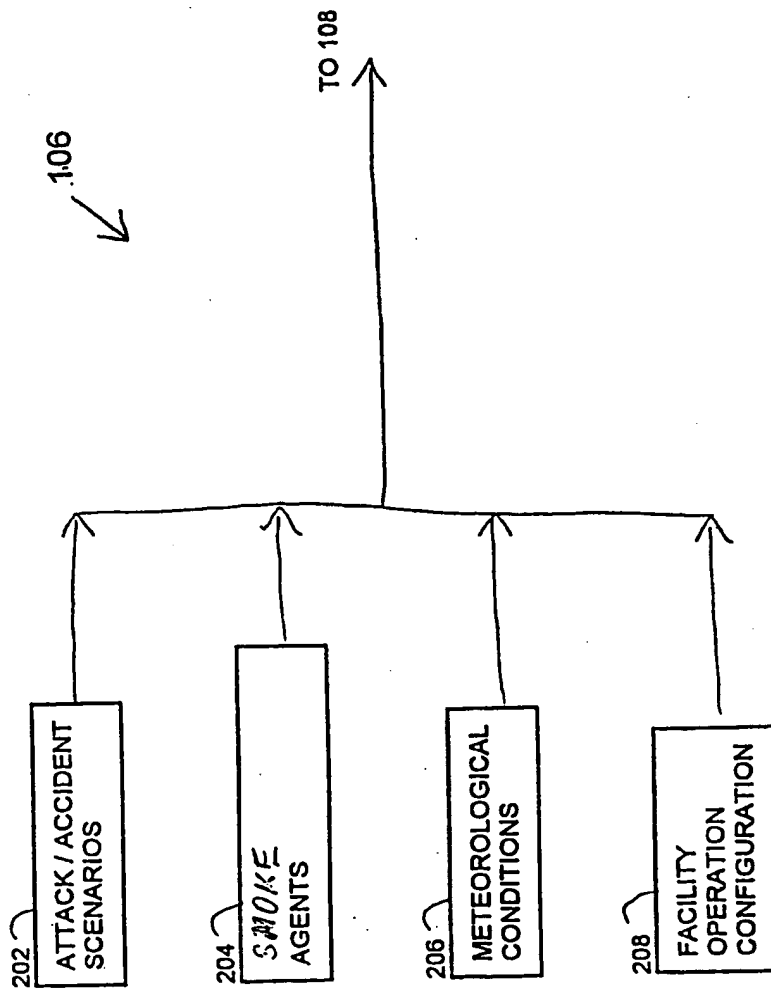 106
TO 108
202
ATTACK / ACCIDENT
SCENARIOS
204
SMOKE
AGENTS
206
METEOROLOGICAL
CONDITIONS
208
FACILITY
OPERATION
CONFIGURATION